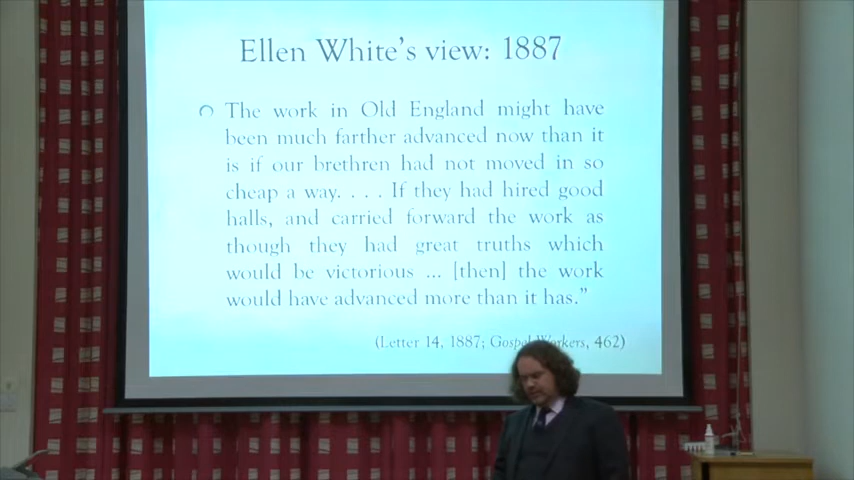 Ellen White's view: 1887
The work in Old England might have
been much farther advanced now than it
is if our brethren had not moved in so
cheap a way. . . . If they had hired good
halls, and carried forward the work as
though they had great truths which
would be victorious ... [then] the work
would have advanced more than it has.”
(Letter 14, 1887; Gospel Workers, 462)